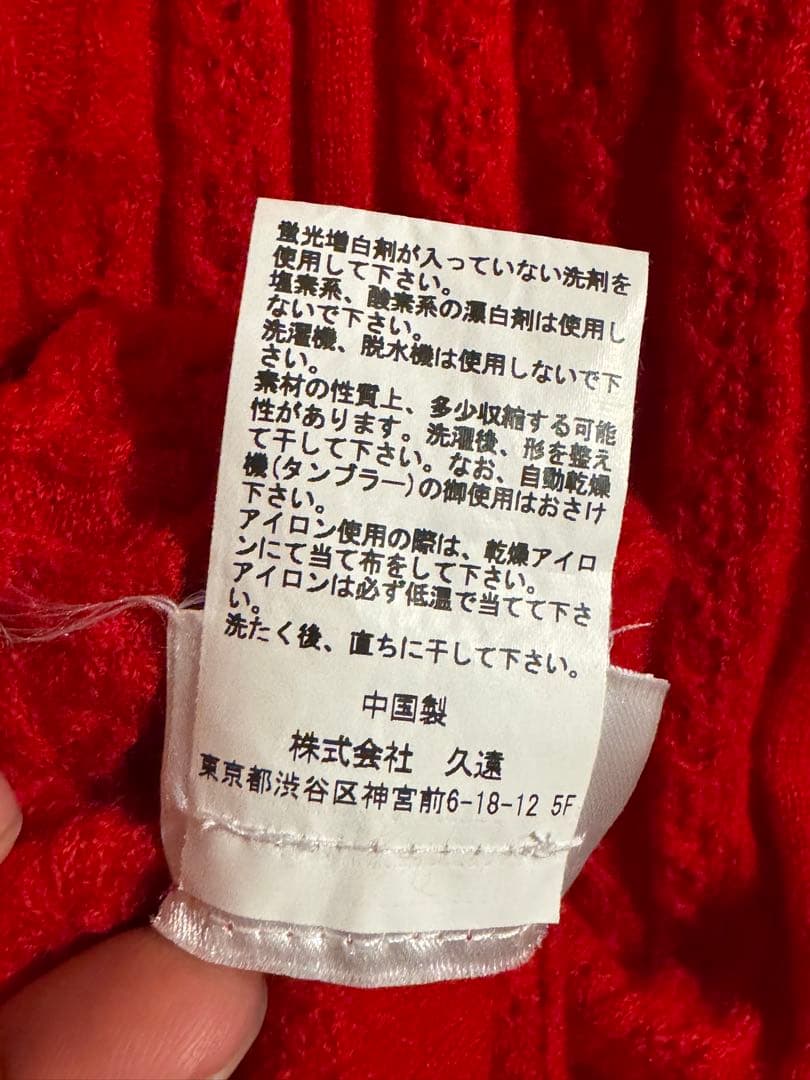 蛍光増白剤が入っていない洗剤を
使用して下さい。
塩素系、酸素系の漂白剤は使用し
ないで下さい。
洗濯機、脱水機は使用しないで下
さい。
素材の性質上、多少収縮する可能
性があります。洗濯後、形を整え
て干して下さい。なお、自動乾燥
機(タンブラー)の御使用はおさけ
下さい。
アイロン使用の際は、乾燥アイロ
ンにて当て布をして下さい。
アイロンは必ず低温で当てて下さ
い。
洗たく後、直ちに干して下さい。
中国製
株式会社 久遠
東京都渋谷区神宮前6-18-12 5F